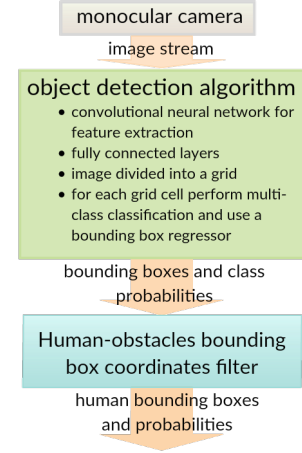 monocular camera
image stream
object detection algorithm
• convolutional neural network for
feature extraction
• fully connected layers
• image divided into a grid
• for each grid cell perform multi-
class classification and use a
bounding box regressor
bounding boxes and class
probabilities
Human-obstacles bounding
box coordinates filter
human bounding boxes
and probabilities